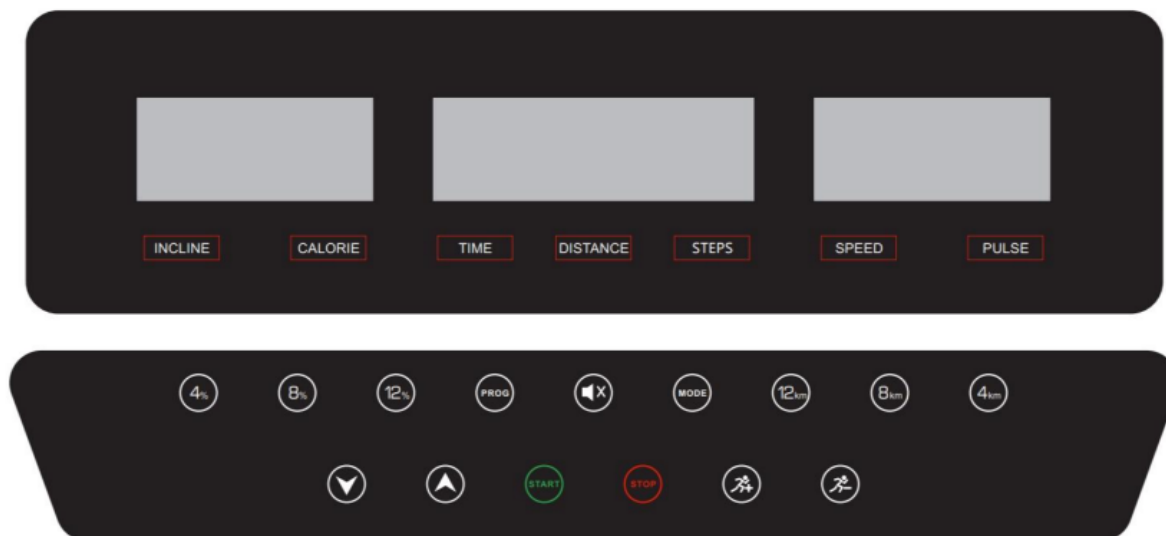 INCLINE CALORIE TIME DISTANCE STEPS SPEED PULSE
4% 8% 12% PROG X MODE 12km 8km 4km
START STOP